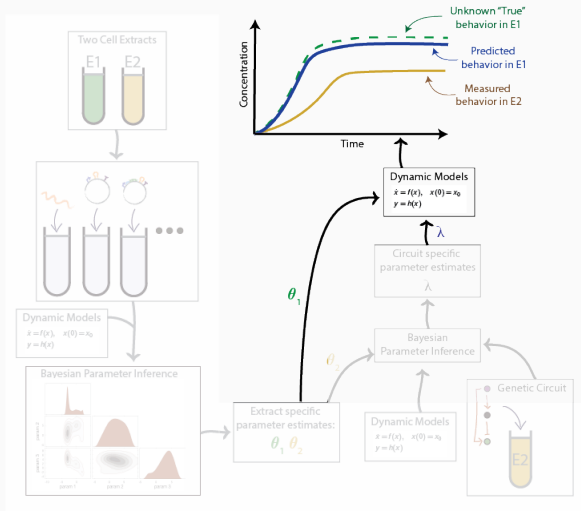 Two Cell Extracts
E1
E2
Concentration
Time
Unknown "True"
behavior in E1
Predicted
behavior in E1
Measured
behavior in E2
Dynamic Models
ẋ = f(x), x(0) = x₀
y = h(x)
λ
Circuit specific
parameter estimates
λ
θ₁
Dynamic Models
ẋ = f(x), x(0) = x₀
y = h(x)
Bayesian
Parameter Inference
θ₂
Bayesian Parameter Inference
Extract specific
parameter estimates:
θ₁ θ₂
Dynamic Models
ẋ = f(x), x(0) = x₀
y = h(x)
Genetic Circuit
E2